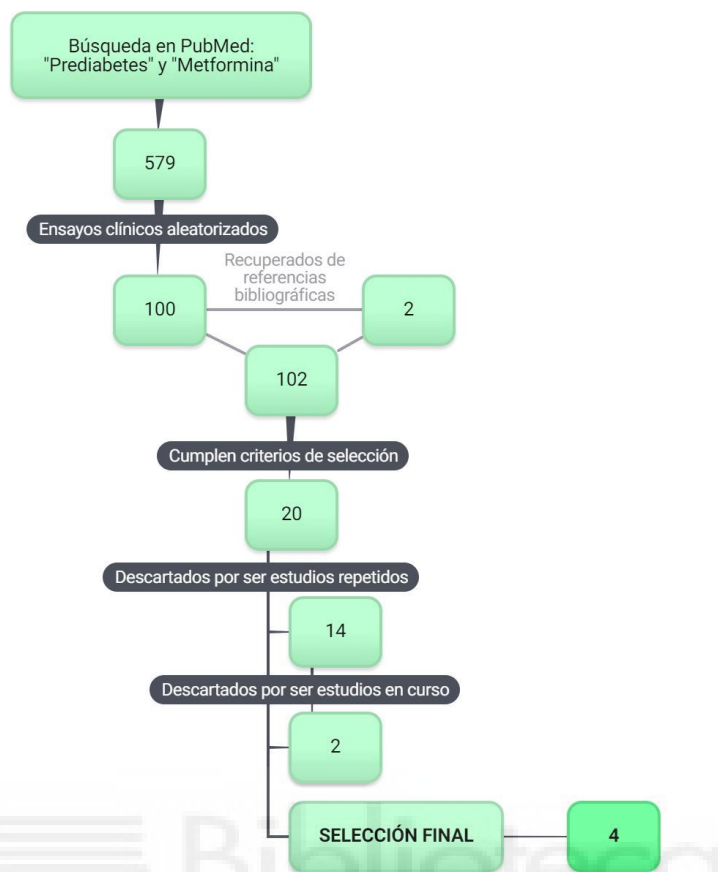 Búsqueda en PubMed:
"Prediabetes" y "Metformina"
579
Ensayos clínicos aleatorizados
Recuperados de
referencias
bibliográficas
100
2
102
Cumplen criterios de selección
20
Descartados por ser estudios repetidos
14
Descartados por ser estudios en curso
2
SELECCIÓN FINAL
4
Biblioteca